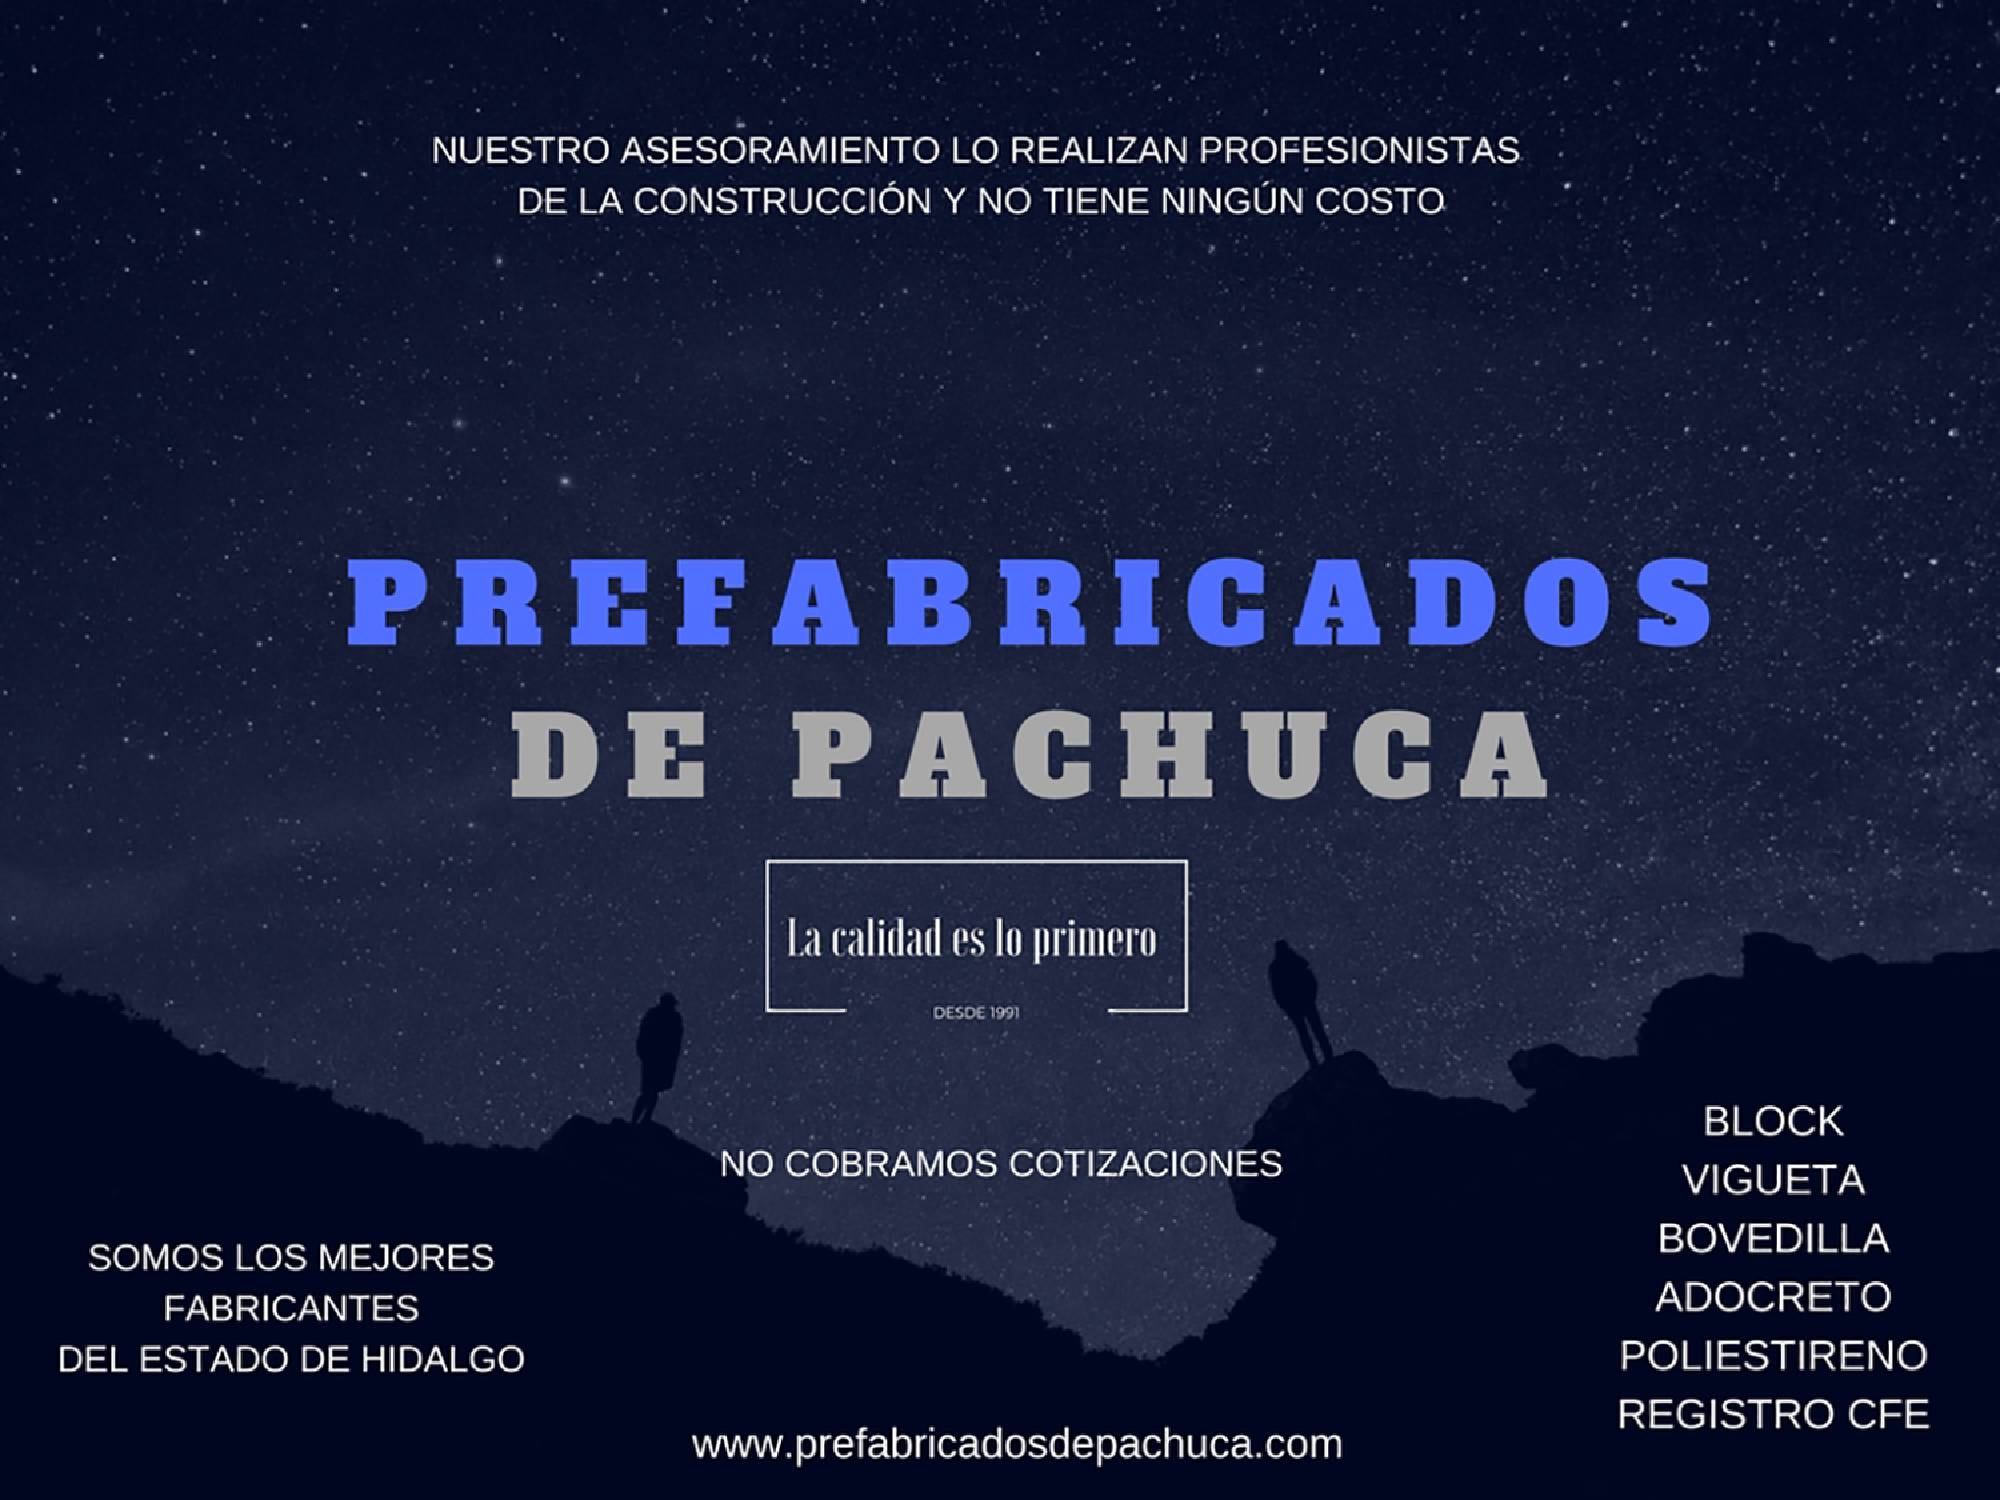 NUESTRO ASESORAMIENTO LO REALIZAN PROFESIONISTAS
DE LA CONSTRUCCIÓN Y NO TIENE NINGÚN COSTO
PREFABRICADOS
DE PACHUCA
La calidad es lo primero
DESDE 1991
NO COBRAMOS COTIZACIONES
SOMOS LOS MEJORES
FABRICANTES
DEL ESTADO DE HIDALGO
BLOCK
VIGUETA
BOVEDILLA
ADOCRETO
POLIESTIRENO
REGISTRO CFE
www.prefabricadosdepachuca.com